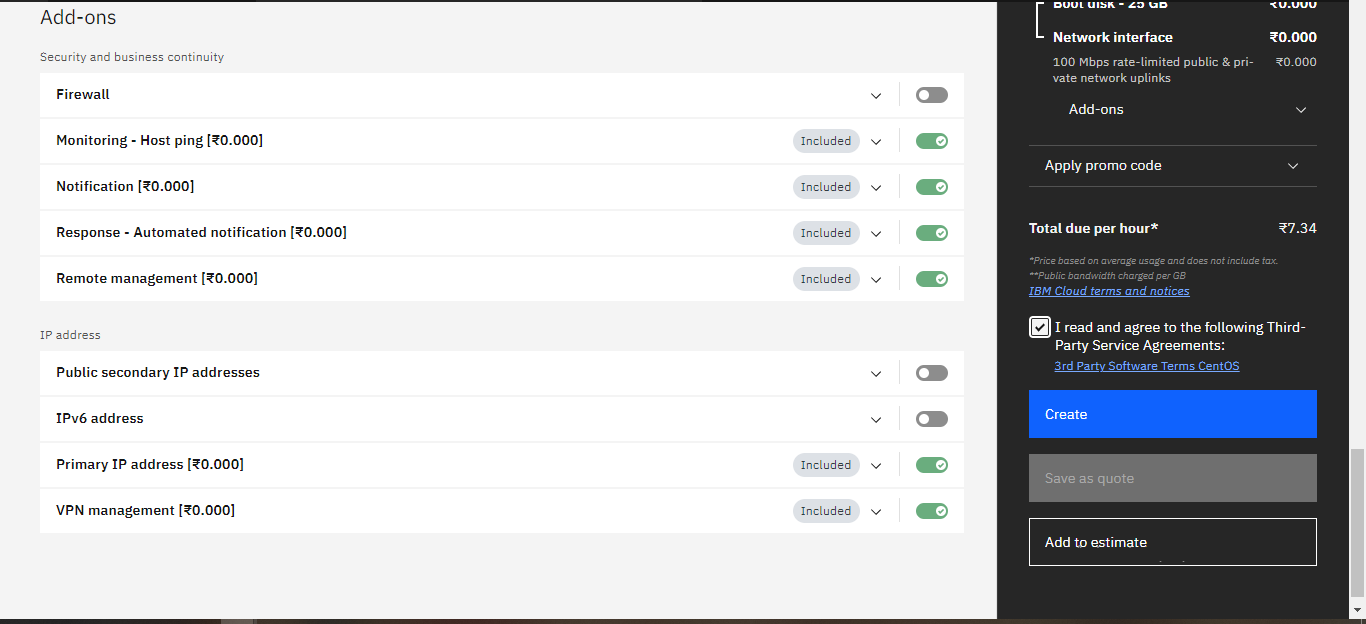 Add-ons
Security and business continuity
Firewall
Monitoring - Host ping [₹0.000]
Included
Notification [₹0.000]
Included
Response - Automated notification [₹0.000]
Included
Remote management [₹0.000]
Included
IP address
Public secondary IP addresses
IPv6 address
Primary IP address [₹0.000]
Included
VPN management [₹0.000]
Included
Boot disk - 25 GB ₹0.000
Network interface ₹0.000
100 Mbps rate-limited public & pri- ₹0.000
vate network uplinks
Add-ons
Apply promo code
Total due per hour* ₹7.34
*Price based on average usage and does not include tax.
**Public bandwidth charged per GB
IBM Cloud terms and notices
I read and agree to the following Third-
Party Service Agreements:
3rd Party Software Terms CentOS
Create
Save as quote
Add to estimate